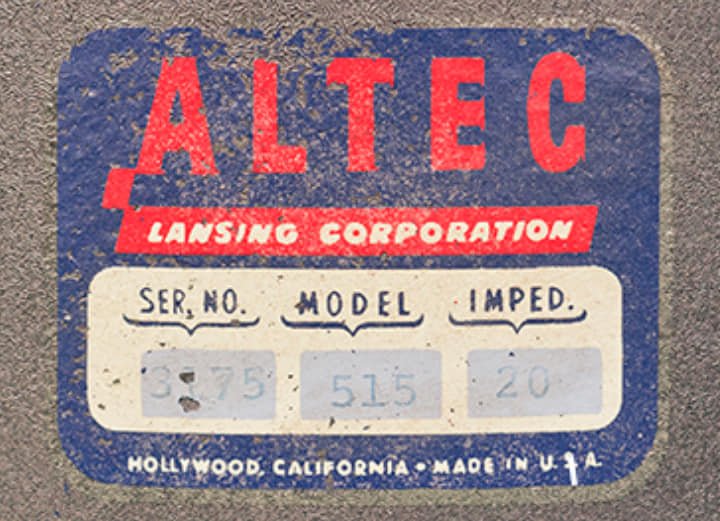 ALTEC
LANSING CORPORATION
SER. NO. MODEL IMPED.
515 20
HOLLYWOOD, CALIFORNIA • MADE IN U.S.A.